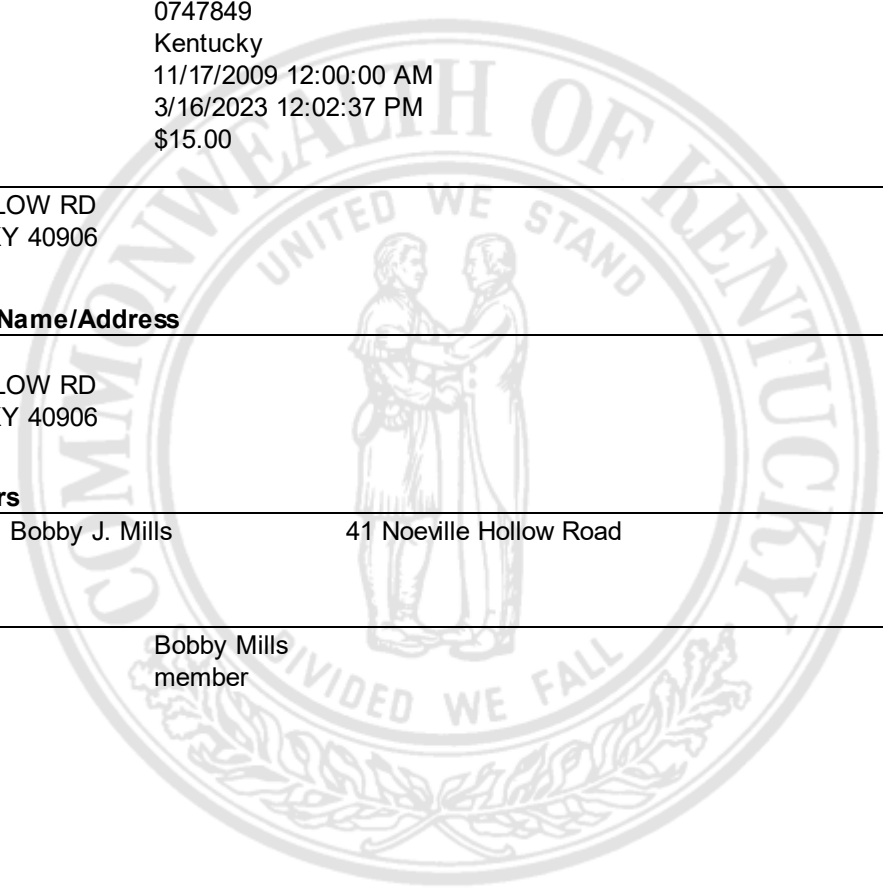 0747849
Kentucky
11/17/2009 12:00:00 AM
3/16/2023 12:02:37 PM
$15.00
LOW RD
KY 40906
Name/Address
LOW RD
KY 40906
rs
Bobby J. Mills 41 Noeville Hollow Road
Bobby Mills
member
COMMONWEALTH OF KENTUCKY
UNITED WE STAND
DIVIDED WE FALL